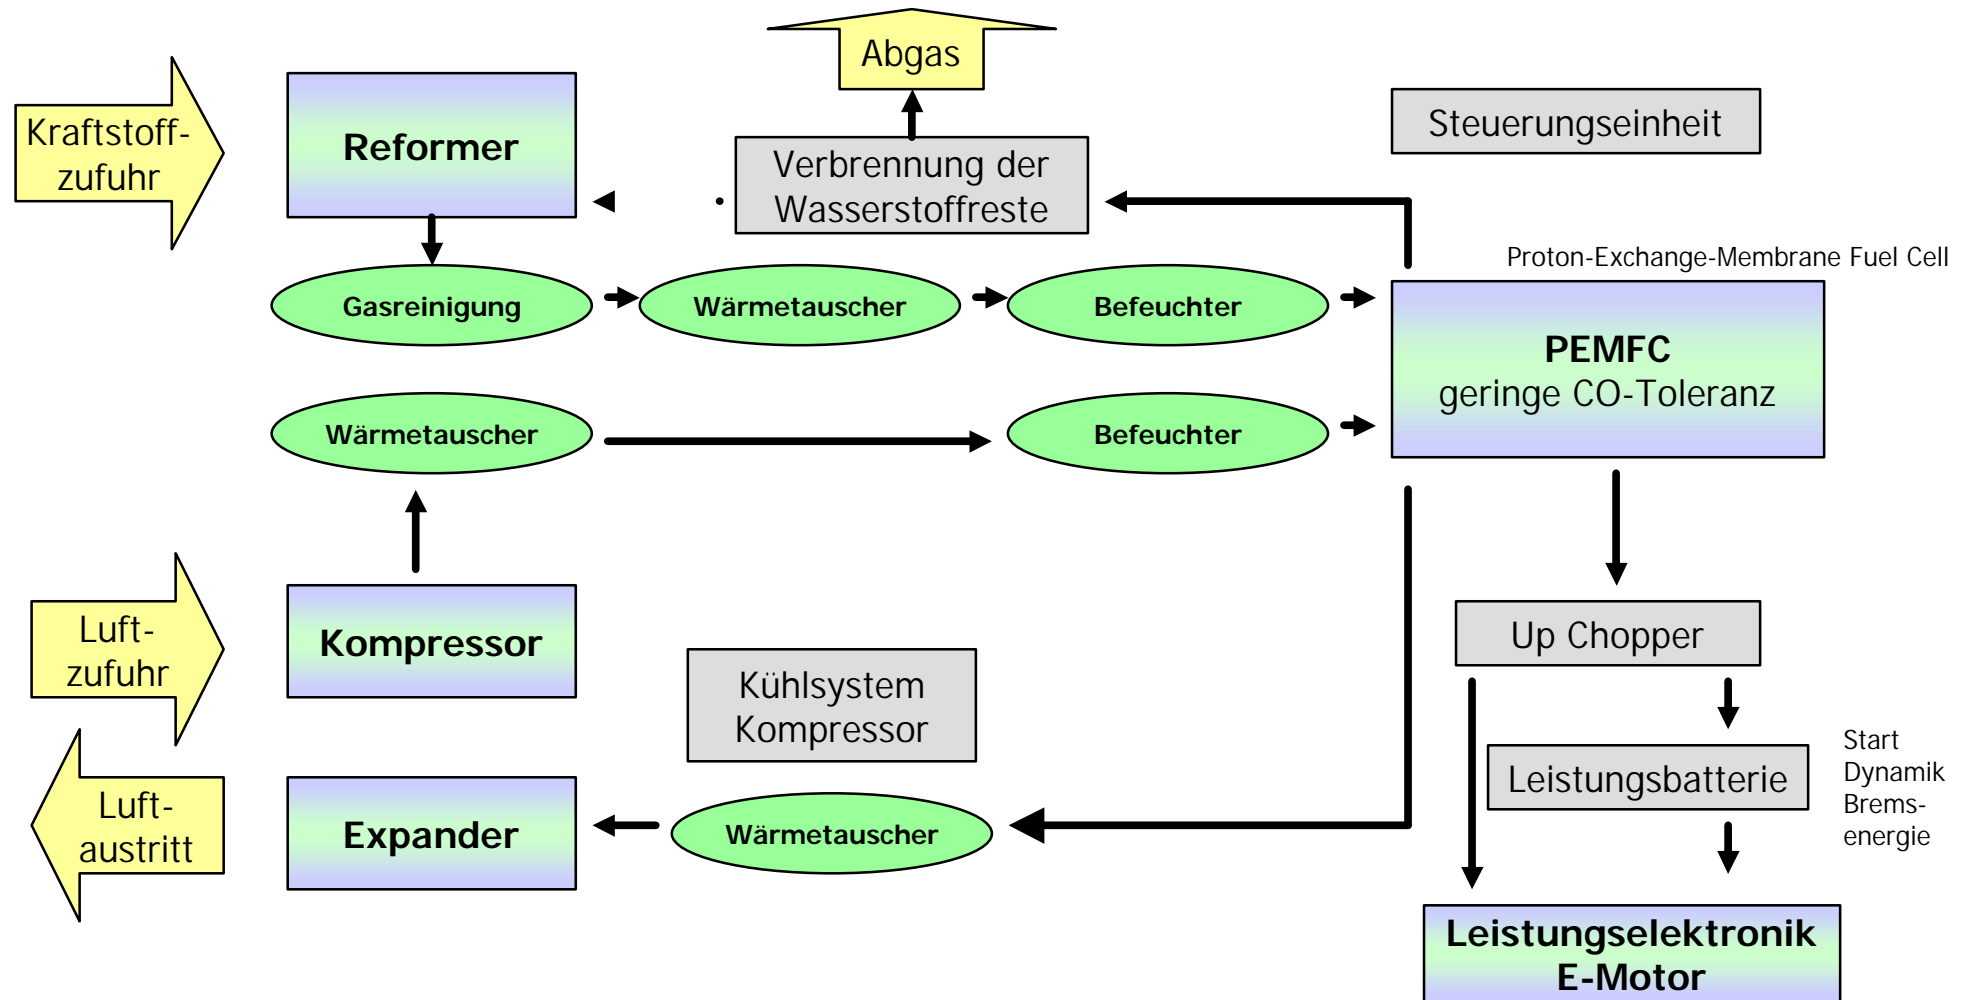 Abgas
Kraftstoff-
zufuhr
Reformer
Verbrennung der
Wasserstoffreste
Steuerungseinheit
Proton-Exchange-Membrane Fuel Cell
Gasreinigung
Wärmetauscher
Befeuchter
PEMFC
geringe CO-Toleranz
Wärmetauscher
Befeuchter
Luft-
zufuhr
Kompressor
Kühlsystem
Kompressor
Up Chopper
Leistungsbatterie
Start
Dynamik
Brems-
energie
Luft-
austritt
Expander
Wärmetauscher
Leistungselektronik
E-Motor